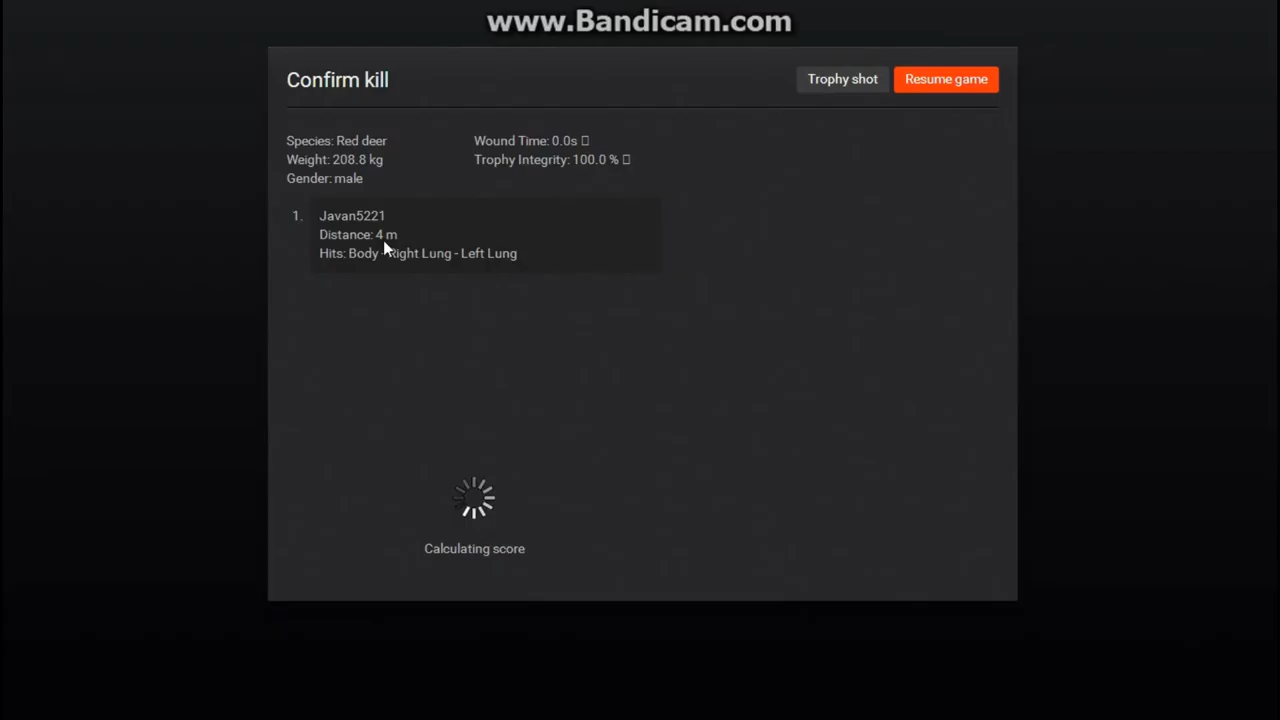 www.Bandicam.com
Confirm kill
Trophy shot
Resume game
Species: Red deer
Weight: 208.8 kg
Gender: male
Wound Time: 0.0s
Trophy Integrity: 100.0 %
1. Javan5221
Distance: 4 m
Hits: Body - Right Lung - Left Lung
Calculating score